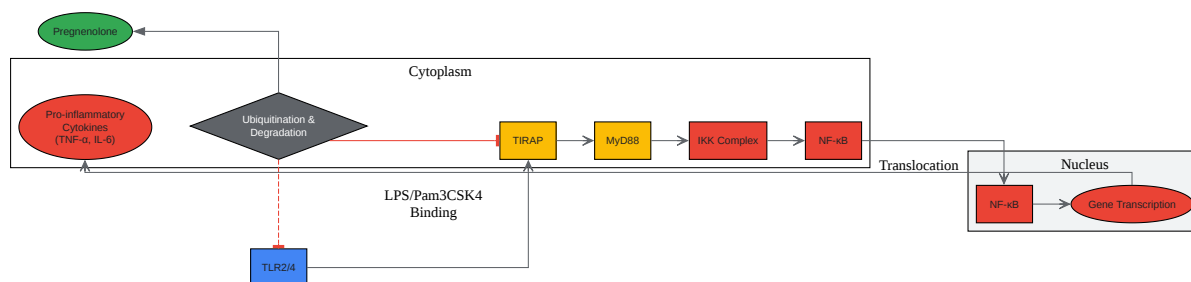 Pregnenolone
Cytoplasm
Pro-inflammatory
Cytokines
(TNF-α, IL-6)
Ubiquitination &
Degradation
TIRAP
MyD88
IKK Complex
NF-κB
Translocation
Nucleus
LPS/Pam3CSK4
Binding
NF-κB
Gene Transcription
TLR2/4